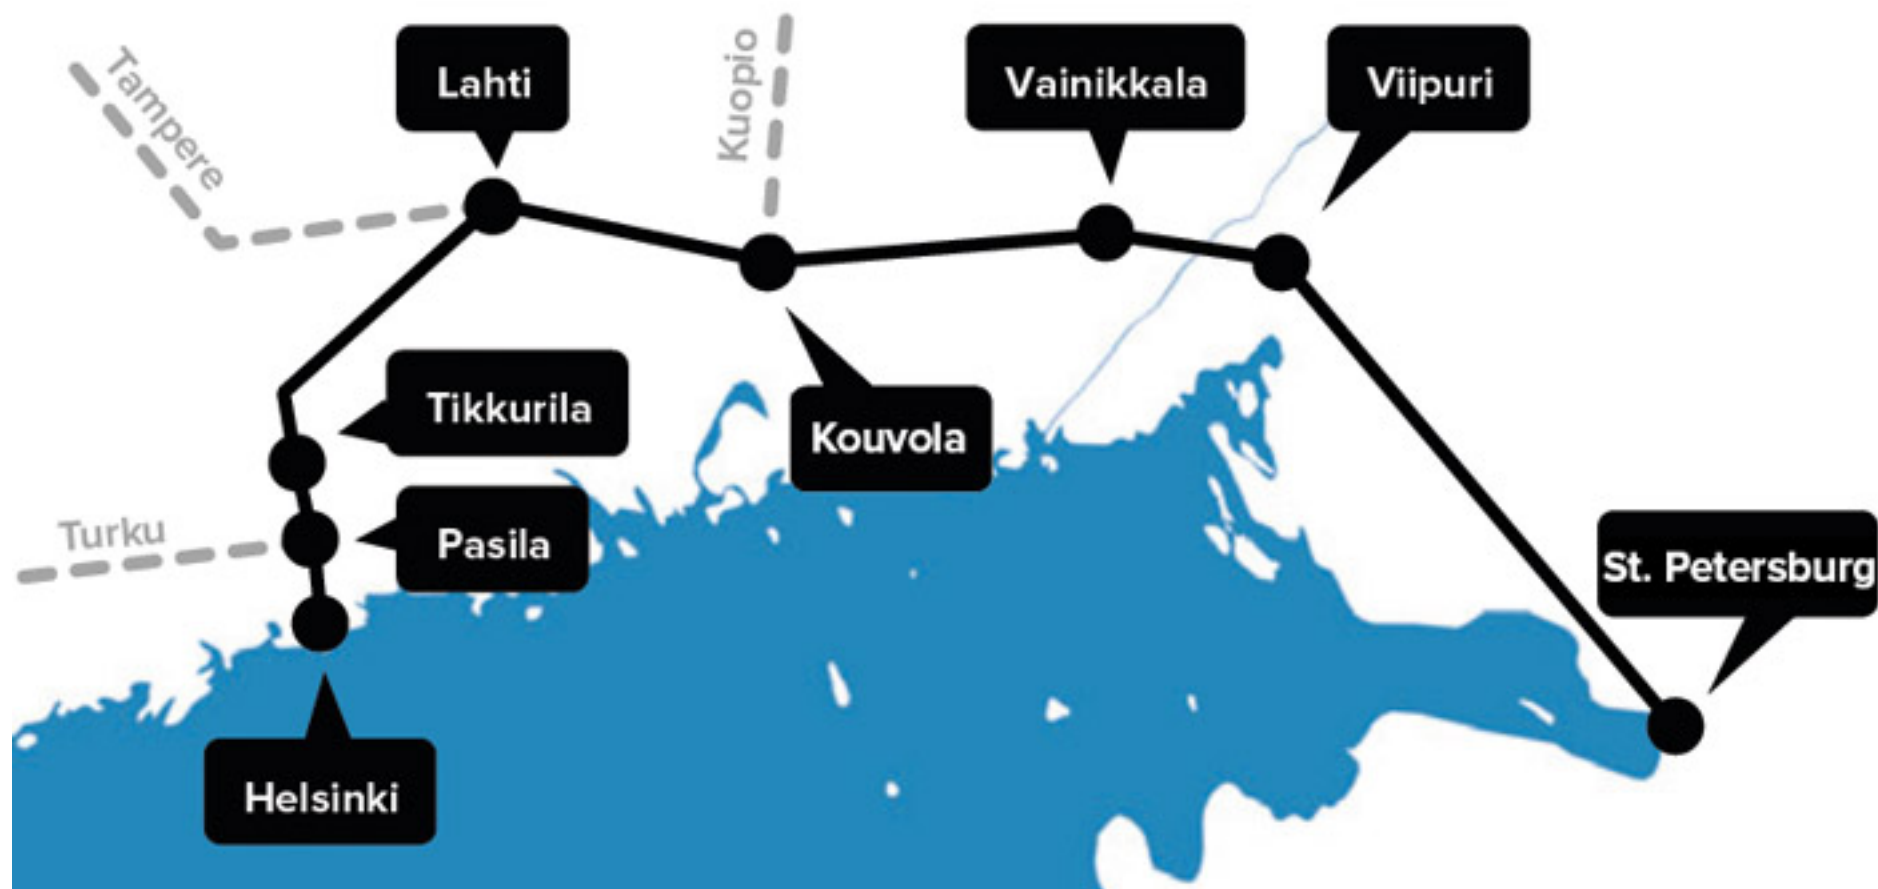 Tampere
Lahti
Kuopio
Vainikkala
Viipuri
Tikkurila
Kouvola
Turku
Pasila
St. Petersburg
Helsinki